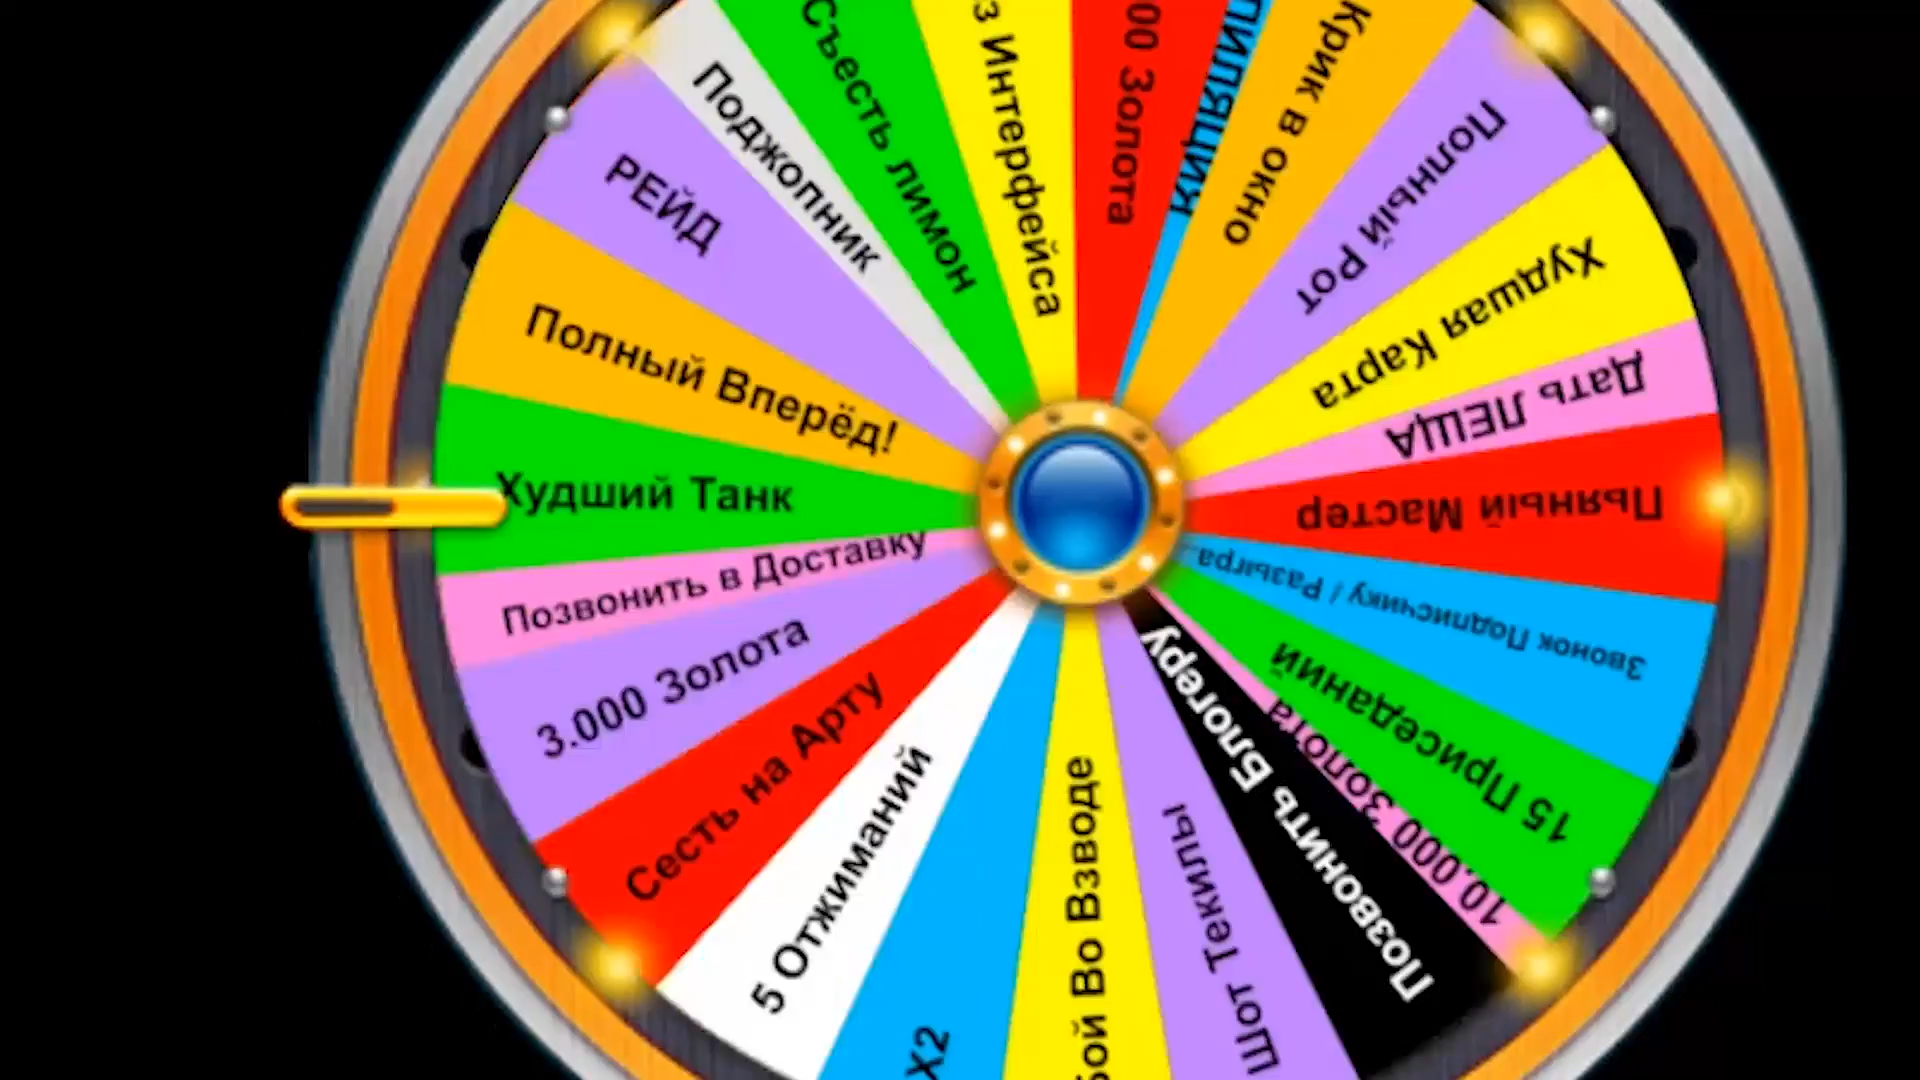 Худший Танк
Полный Вперёд!
РЕЙД
Поджопник
Съесть лимон
з Интерфейса
00 Золота
пиляция
Крик в окно
Полный Рот
Худшая Карта
Дать ЛЕЩА
Пьяный Мастер
Звонок Подписчику / Разыгра...
15 Приседаний
10.000 Золота
Позвонить Блогеру
Шот Текилы
Бой Во Взводе
X2
5 Отжиманий
Сесть на Арту
3.000 Золота
Позвонить в Доставку